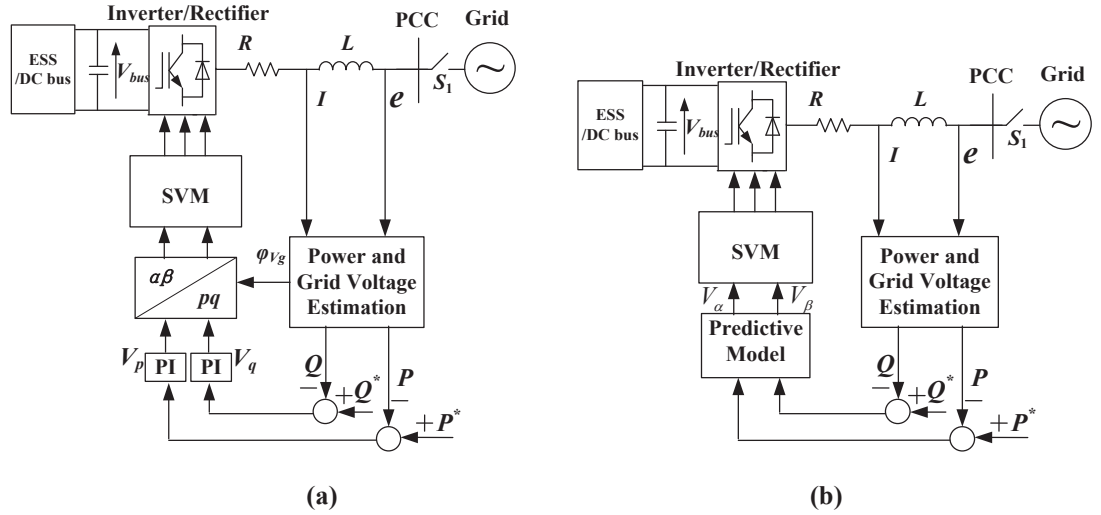 Inverter/Rectifier
PCC
Grid
ESS
/DC bus
V_bus
R
L
I
e
S_1
SVM
φ_Vg
αβ
pq
Power and
Grid Voltage
Estimation
V_p
PI
PI
V_q
Q
P
−
+Q^*
−
+P^*
(a)
Inverter/Rectifier
PCC
Grid
ESS
/DC bus
V_bus
R
L
I
e
S_1
SVM
V_α
V_β
Predictive
Model
Power and
Grid Voltage
Estimation
Q
P
−
+Q^*
−
+P^*
(b)